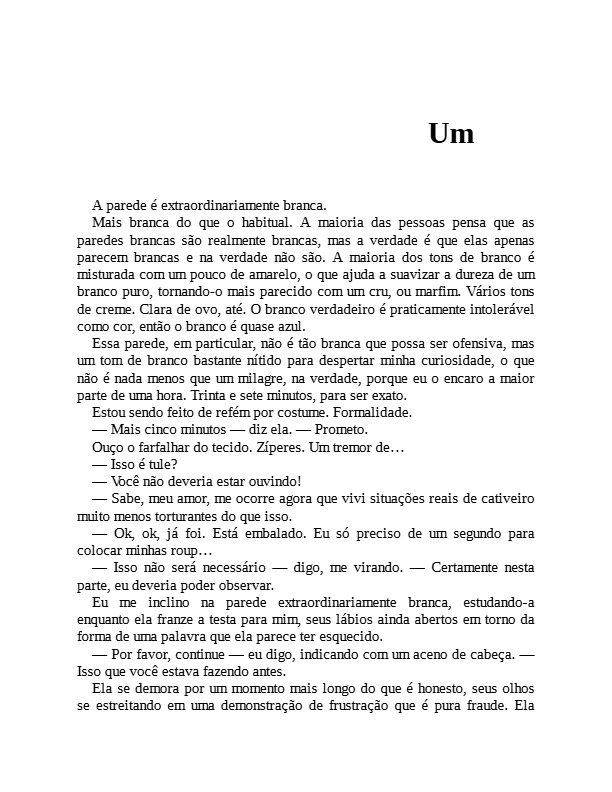 Um
A parede é extraordinariamente branca.
Mais branca do que o habitual. A maioria das pessoas pensa que as
paredes brancas são realmente brancas, mas a verdade é que elas apenas
parecem brancas e na verdade não são. A maioria dos tons de branco é
misturada com um pouco de amarelo, o que ajuda a suavizar a dureza de um
branco puro, tornando-o mais parecido com um cru, ou marfim. Vários tons
de creme. Clara de ovo, até. O branco verdadeiro é praticamente intolerável
como cor, então o branco é quase azul.
Essa parede, em particular, não é tão branca que possa ser ofensiva, mas
um tom de branco bastante nítido para despertar minha curiosidade, o que
não é nada menos que um milagre, na verdade, porque eu o encaro a maior
parte de uma hora. Trinta e sete minutos, para ser exato.
Estou sendo feito de refém por costume. Formalidade.
— Mais cinco minutos — diz ela. — Prometo.
Ouço o farfalhar do tecido. Zíperes. Um tremor de…
— Isso é tule?
— Você não deveria estar ouvindo!
— Sabe, meu amor, me ocorre agora que vivi situações reais de cativeiro
muito menos torturantes do que isso.
— Ok, ok, já foi. Está embalado. Eu só preciso de um segundo para
colocar minhas roup…
— Isso não será necessário — digo, me virando. — Certamente nesta
parte, eu deveria poder observar.
Eu me inclino na parede extraordinariamente branca, estudando-a
enquanto ela franze a testa para mim, seus lábios ainda abertos em torno da
forma de uma palavra que ela parece ter esquecido.
— Por favor, continue — eu digo, indicando com um aceno de cabeça. —
Isso que você estava fazendo antes.
Ela se demora por um momento mais longo do que é honesto, seus olhos
se estreitando em uma demonstração de frustração que é pura fraude. Ela